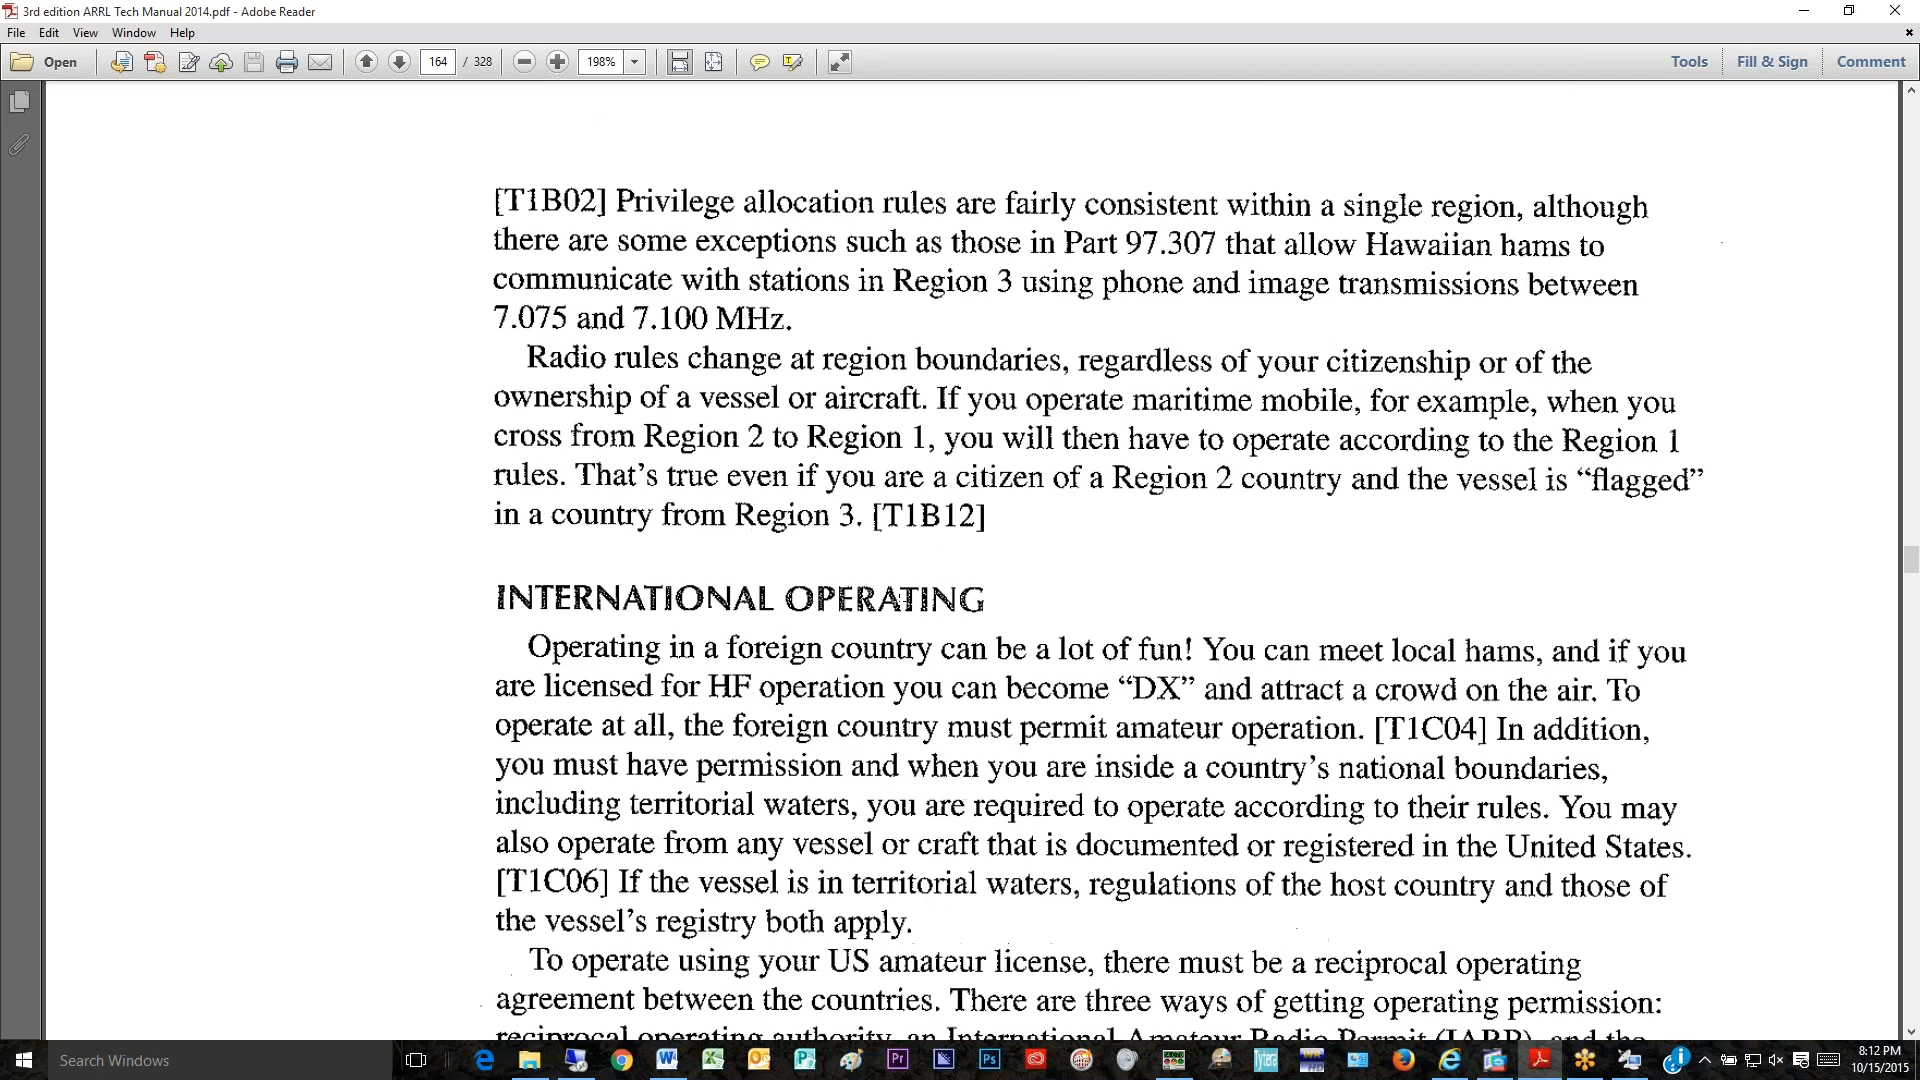 3rd edition ARRL Tech Manual 2014.pdf - Adobe Reader
File Edit View Window Help
Open 164 / 328 198% Tools Fill & Sign Comment
[T1B02] Privilege allocation rules are fairly consistent within a single region, although
there are some exceptions such as those in Part 97.307 that allow Hawaiian hams to
communicate with stations in Region 3 using phone and image transmissions between
7.075 and 7.100 MHz.
Radio rules change at region boundaries, regardless of your citizenship or of the
ownership of a vessel or aircraft. If you operate maritime mobile, for example, when you
cross from Region 2 to Region 1, you will then have to operate according to the Region 1
rules. That's true even if you are a citizen of a Region 2 country and the vessel is “flagged”
in a country from Region 3. [T1B12]
INTERNATIONAL OPERATING
Operating in a foreign country can be a lot of fun! You can meet local hams, and if you
are licensed for HF operation you can become “DX” and attract a crowd on the air. To
operate at all, the foreign country must permit amateur operation. [T1C04] In addition,
you must have permission and when you are inside a country's national boundaries,
including territorial waters, you are required to operate according to their rules. You may
also operate from any vessel or craft that is documented or registered in the United States.
[T1C06] If the vessel is in territorial waters, regulations of the host country and those of
the vessel's registry both apply.
To operate using your US amateur license, there must be a reciprocal operating
agreement between the countries. There are three ways of getting operating permission:
reciprocal operating authority, an International Amateur Radio Permit (IARP), and the
Search Windows
8:12 PM
10/15/2015